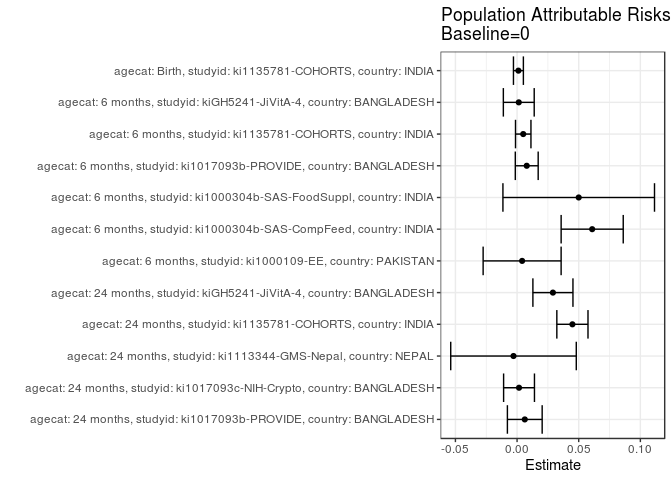 Population Attributable Risks
Baseline=0
agecat: Birth, studyid: ki1135781-COHORTS, country: INDIA
agecat: 6 months, studyid: kiGH5241-JiVitA-4, country: BANGLADESH
agecat: 6 months, studyid: ki1135781-COHORTS, country: INDIA
agecat: 6 months, studyid: ki1017093b-PROVIDE, country: BANGLADESH
agecat: 6 months, studyid: ki1000304b-SAS-FoodSuppl, country: INDIA
agecat: 6 months, studyid: ki1000304b-SAS-CompFeed, country: INDIA
agecat: 6 months, studyid: ki1000109-EE, country: PAKISTAN
agecat: 24 months, studyid: kiGH5241-JiVitA-4, country: BANGLADESH
agecat: 24 months, studyid: ki1135781-COHORTS, country: INDIA
agecat: 24 months, studyid: ki1113344-GMS-Nepal, country: NEPAL
agecat: 24 months, studyid: ki1017093c-NIH-Crypto, country: BANGLADESH
agecat: 24 months, studyid: ki1017093b-PROVIDE, country: BANGLADESH
-0.05 0.00 0.05 0.10
Estimate